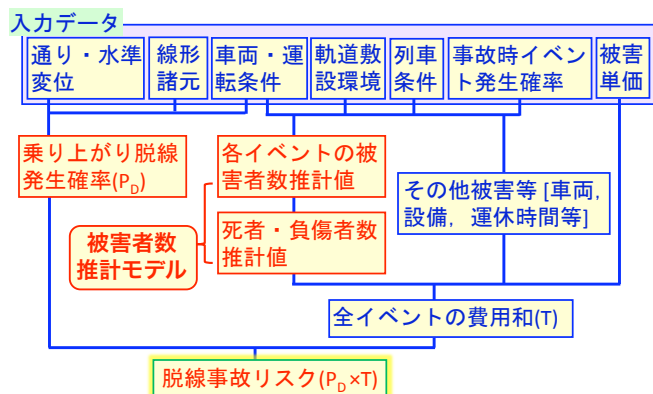 入力データ
通り・水準
変位
線形
諸元
車両・運
転条件
軌道敷
設環境
列車
条件
事故時イベン
ト発生確率
被害
単価
乗り上がり脱線
発生確率(PD)
各イベントの被
害者数推計値
その他被害等 [車両,
設備，運休時間等]
被害者数
推計モデル
死者・負傷者数
推計値
全イベントの費用和(T)
脱線事故リスク(PD×T)